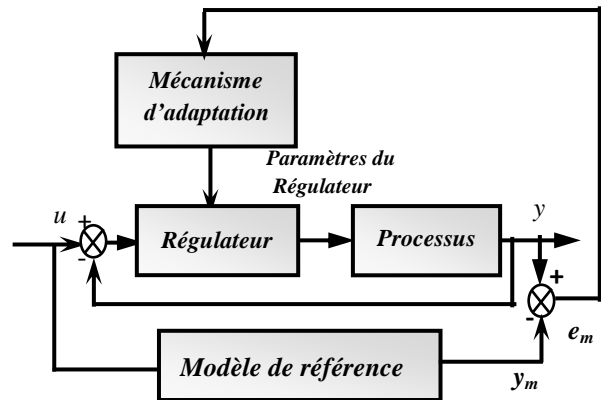 Mécanisme
d'adaptation
Paramètres du
Régulateur
u
+
-
Régulateur
Processus
y
+
-
e_m
Modèle de référence
y_m